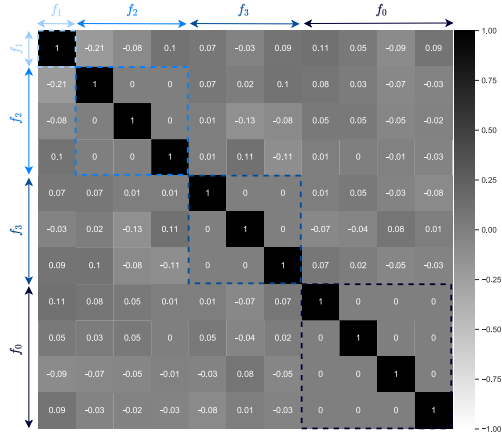 f₁ f₂ f₃ f₀
f₁ 1 -0.21 -0.08 0.1 0.07 -0.03 0.09 0.11 0.05 -0.09 0.09 1.00
-0.21 1 0 0 0.07 0.02 0.1 0.08 0.03 -0.07 -0.03 0.75
f₂ -0.08 0 1 0 0.01 -0.13 -0.08 0.05 0.05 -0.05 -0.02 0.50
0.1 0 0 1 0.01 0.11 -0.11 0.01 0 -0.01 -0.03 0.25
0.07 0.07 0.01 0.01 1 0 0 0.01 0.05 -0.03 -0.08
f₃ -0.03 0.02 -0.13 0.11 0 1 0 -0.07 -0.04 0.08 0.01 0.00
0.09 0.1 -0.08 -0.11 0 0 1 0.07 0.02 -0.05 -0.03 -0.25
0.11 0.08 0.05 0.01 0.01 -0.07 0.07 1 0 0 0
f₀ 0.05 0.03 0.05 0 0.05 -0.04 0.02 0 1 0 0 -0.50
-0.09 -0.07 -0.05 -0.01 -0.03 0.08 -0.05 0 0 1 0 -0.75
0.09 -0.03 -0.02 -0.03 -0.08 0.01 -0.03 0 0 0 1 -1.00